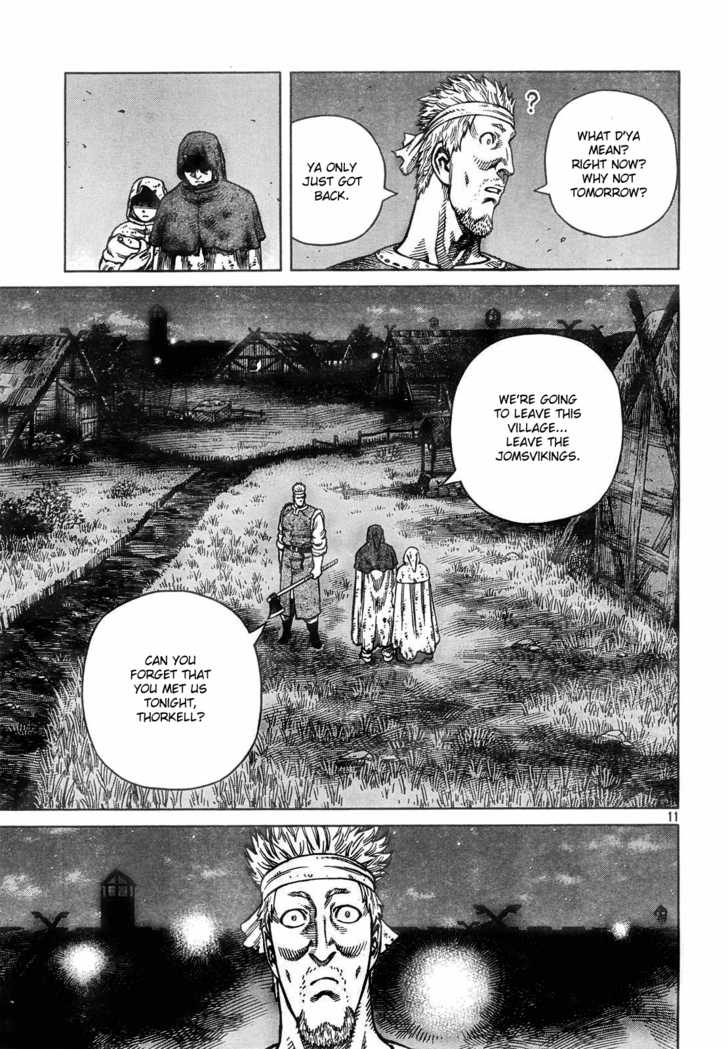 WHAT D'YA
MEAN?
RIGHT NOW?
WHY NOT
TOMORROW?
?
YA ONLY
JUST GOT
BACK.
WE'RE GOING
TO LEAVE THIS
VILLAGE...
LEAVE THE
JOMSVIKINGS.
CAN YOU
FORGET THAT
YOU MET US
TONIGHT,
THORKELL?
11